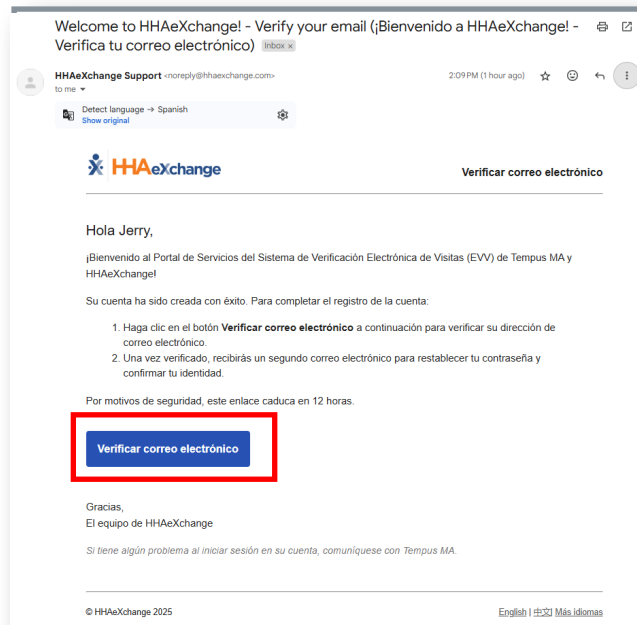 Welcome to HHAeXchange! - Verify your email (¡Bienvenido a HHAeXchange! -
Verifica tu correo electrónico) Inbox x
HHAeXchange Support <noreply@hhaexchange.com> 2:09 PM (1 hour ago)
to me
Detect language → Spanish
Show original
HHAeXchange Verificar correo electrónico
Hola Jerry,
¡Bienvenido al Portal de Servicios del Sistema de Verificación Electrónica de Visitas (EVV) de Tempus MA y
HHAeXchange!
Su cuenta ha sido creada con éxito. Para completar el registro de la cuenta:
1. Haga clic en el botón Verificar correo electrónico a continuación para verificar su dirección de
correo electrónico.
2. Una vez verificado, recibirás un segundo correo electrónico para restablecer tu contraseña y
confirmar tu identidad.
Por motivos de seguridad, este enlace caduca en 12 horas.
Verificar correo electrónico
Gracias,
El equipo de HHAeXchange
Si tiene algún problema al iniciar sesión en su cuenta, comuníquese con Tempus MA.
© HHAeXchange 2025 English | 中文| Más idiomas